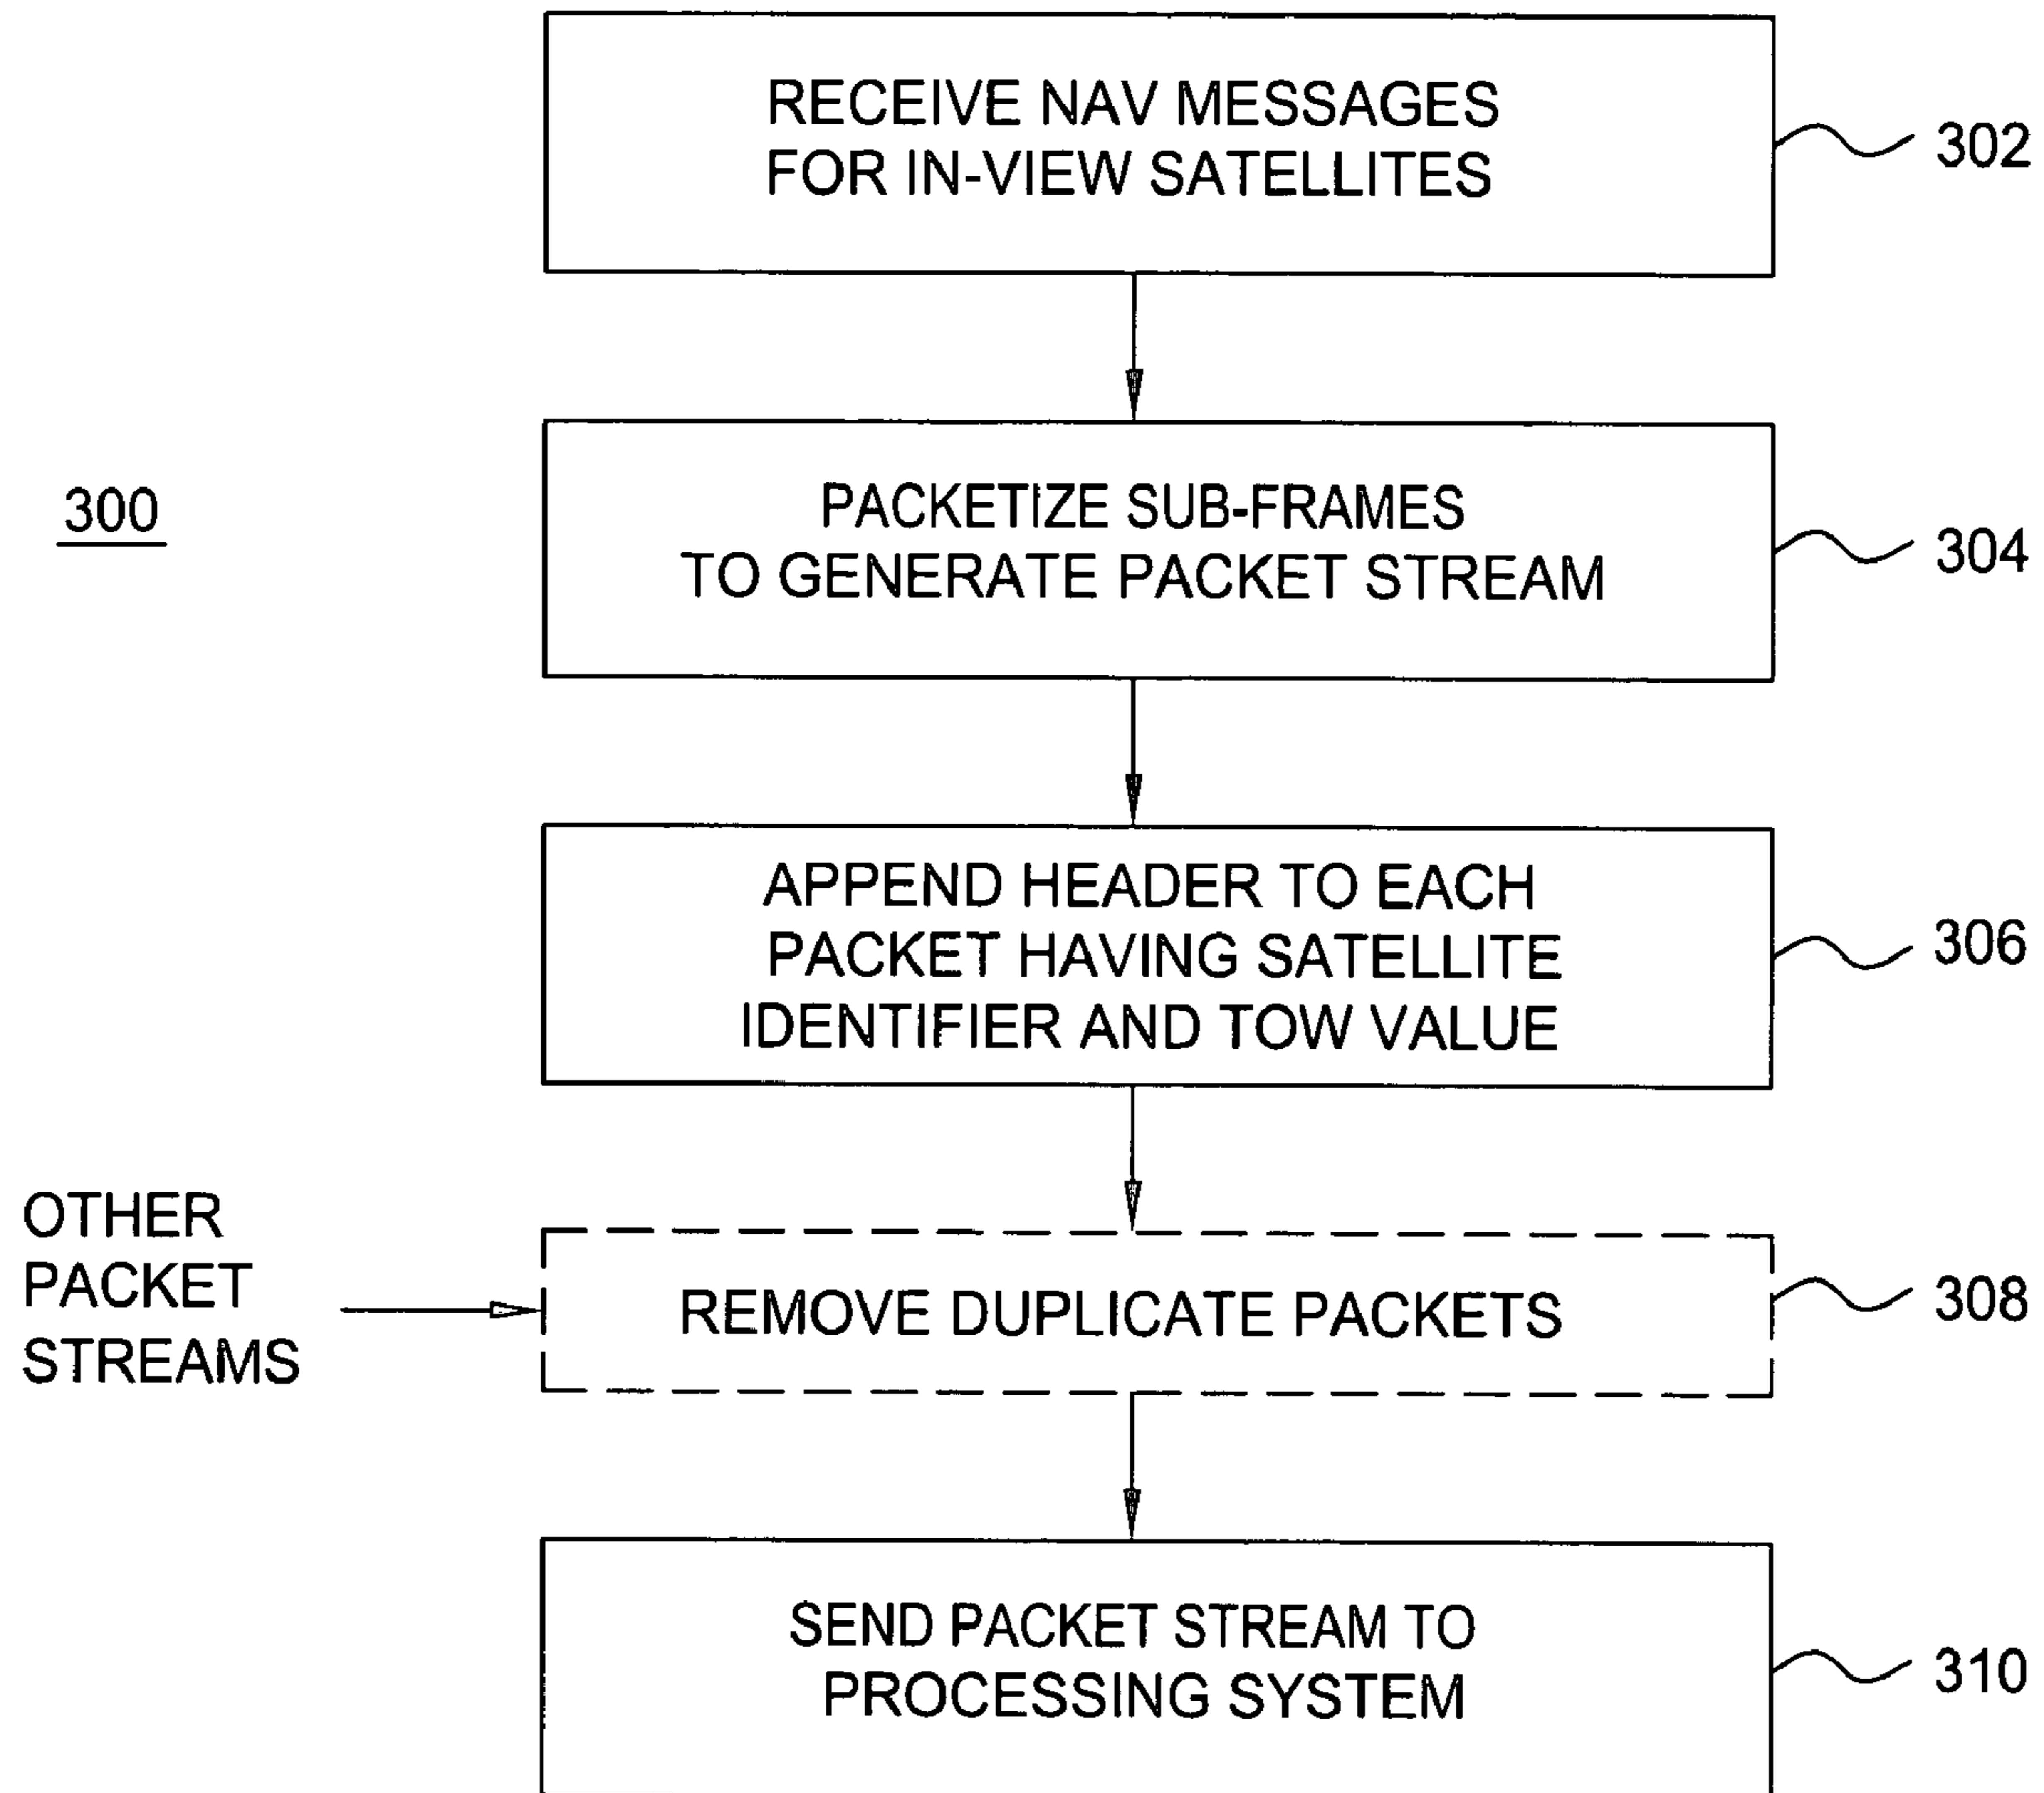 RECEIVE NAV MESSAGES
FOR IN-VIEW SATELLITES
302
300
PACKETIZE SUB-FRAMES
TO GENERATE PACKET STREAM
304
APPEND HEADER TO EACH
PACKET HAVING SATELLITE
IDENTIFIER AND TOW VALUE
306
OTHER
PACKET
STREAMS
REMOVE DUPLICATE PACKETS
308
SEND PACKET STREAM TO
PROCESSING SYSTEM
310